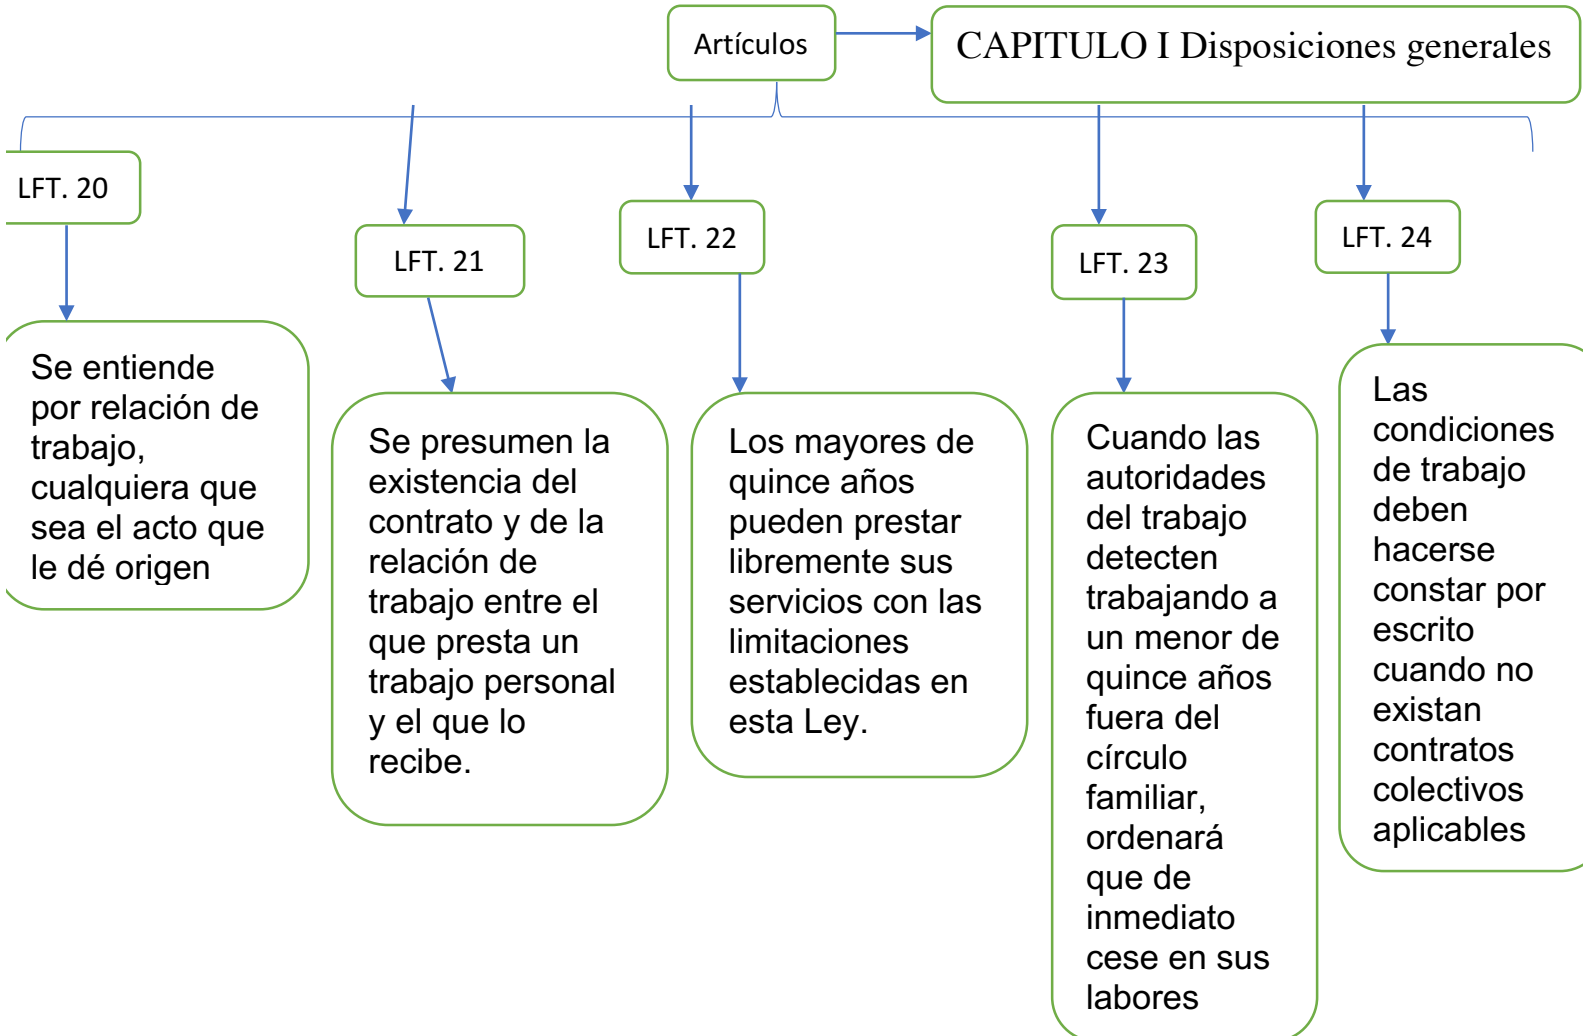 Artículos
CAPITULO I Disposiciones generales
LFT. 20
LFT. 21
LFT. 22
LFT. 23
LFT. 24
Se entiende
por relación de
trabajo,
cualquiera que
sea el acto que
le dé origen
Se presumen la
existencia del
contrato y de la
relación de
trabajo entre el
que presta un
trabajo personal
y el que lo
recibe.
Los mayores de
quince años
pueden prestar
libremente sus
servicios con las
limitaciones
establecidas en
esta Ley.
Cuando las
autoridades
del trabajo
detecten
trabajando a
un menor de
quince años
fuera del
círculo
familiar,
ordenará
que de
inmediato
cese en sus
labores
Las
condiciones
de trabajo
deben
hacerse
constar por
escrito
cuando no
existan
contratos
colectivos
aplicables